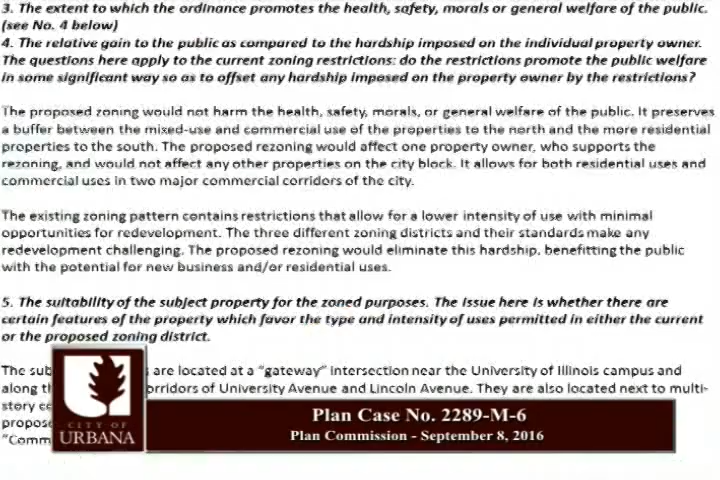 3. The extent to which the ordinance promotes the health, safety, morals or general welfare of the public.
(see No. 4 below)
4. The relative gain to the public as compared to the hardship imposed on the individual property owner.
The questions here apply to the current zoning restrictions: do the restrictions promote the public welfare
in some significant way so as to offset any hardship imposed on the property owner by the restrictions?
The proposed zoning would not harm the health, safety, morals, or general welfare of the public. It preserves
a buffer between the mixed-use and commercial use of the properties to the north and the more residential
properties to the south. The proposed rezoning would affect one property owner, who supports the
rezoning, and would not affect any other properties on the city block. It allows for both residential uses and
commercial uses in two major commercial corridors of the city.
The existing zoning pattern contains restrictions that allow for a lower intensity of use with minimal
opportunities for redevelopment. The three different zoning districts and their standards make any
redevelopment challenging. The proposed rezoning would eliminate this hardship, benefitting the public
with the potential for new business and/or residential uses.
5. The suitability of the subject property for the zoned purposes. The issue here is whether there are
certain features of the property which favor the type and intensity of uses permitted in either the current
or the proposed zoning district.
The sub are located at a "gateway" intersection near the University of Illinois campus and
along orridors of University Avenue and Lincoln Avenue. They are also located next to multi-
story
propose
"Comm
CITY OF
URBANA
Plan Case No. 2289-M-6
Plan Commission - September 8, 2016